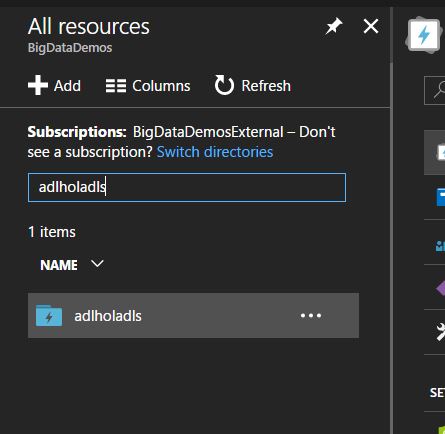 All resources
BigDataDemos
Add
Columns
Refresh
Subscriptions: BigDataDemosExternal – Don't
see a subscription? Switch directories
adlholadls
1 items
NAME
adlholadls
SE